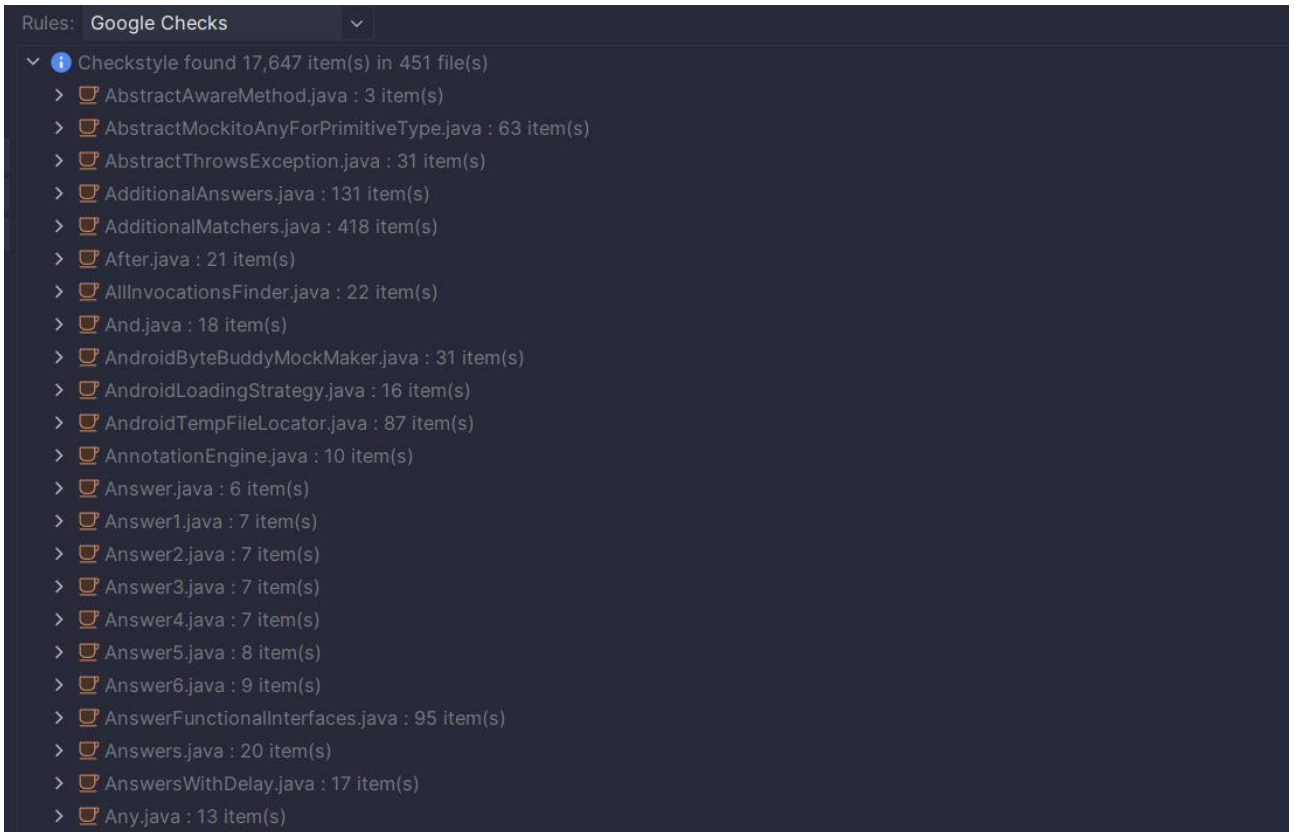 Rules: Google Checks
Checkstyle found 17,647 item(s) in 451 file(s)
AbstractAwareMethod.java : 3 item(s)
AbstractMockitoAnyForPrimitiveType.java : 63 item(s)
AbstractThrowsException.java : 31 item(s)
AdditionalAnswers.java : 131 item(s)
AdditionalMatchers.java : 418 item(s)
After.java : 21 item(s)
AllInvocationsFinder.java : 22 item(s)
And.java : 18 item(s)
AndroidByteBuddyMockMaker.java : 31 item(s)
AndroidLoadingStrategy.java : 16 item(s)
AndroidTempFileLocator.java : 87 item(s)
AnnotationEngine.java : 10 item(s)
Answer.java : 6 item(s)
Answer1.java : 7 item(s)
Answer2.java : 7 item(s)
Answer3.java : 7 item(s)
Answer4.java : 7 item(s)
Answer5.java : 8 item(s)
Answer6.java : 9 item(s)
AnswerFunctionalInterfaces.java : 95 item(s)
Answers.java : 20 item(s)
AnswersWithDelay.java : 17 item(s)
Any.java : 13 item(s)